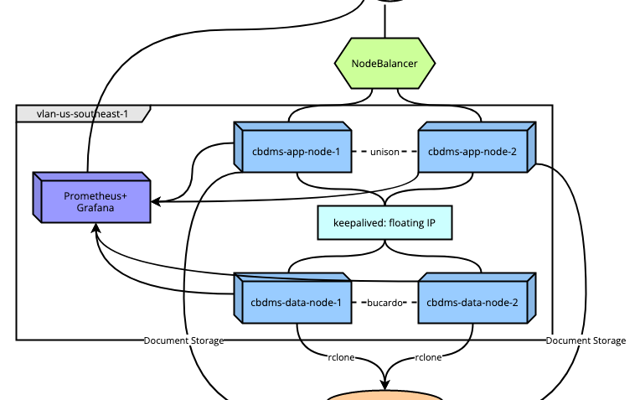 NodeBalancer
vlan-us-southeast-1
cbdms-app-node-1
unison
cbdms-app-node-2
Prometheus+
Grafana
keepalived: floating IP
cbdms-data-node-1
bucardo
cbdms-data-node-2
Document Storage
Document Storage
rclone
rclone